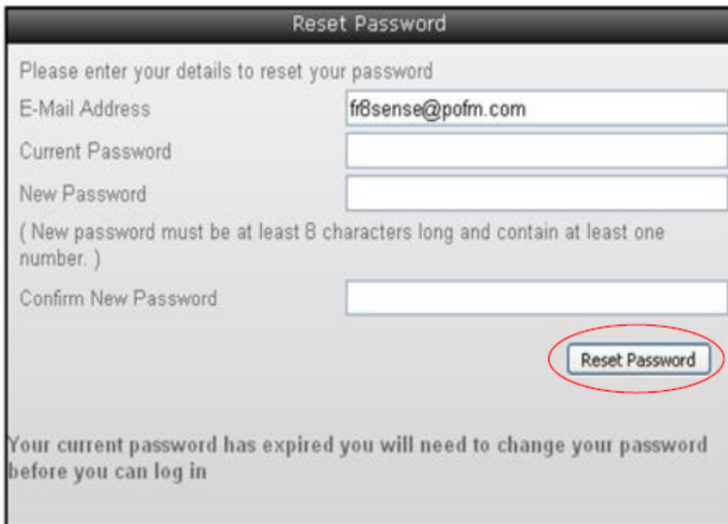 Reset Password
Please enter your details to reset your password
E-Mail Address
fr8sense@pofm.com
Current Password
New Password
( New password must be at least 8 characters long and contain at least one
number. )
Confirm New Password
Reset Password
Your current password has expired you will need to change your password
before you can log in